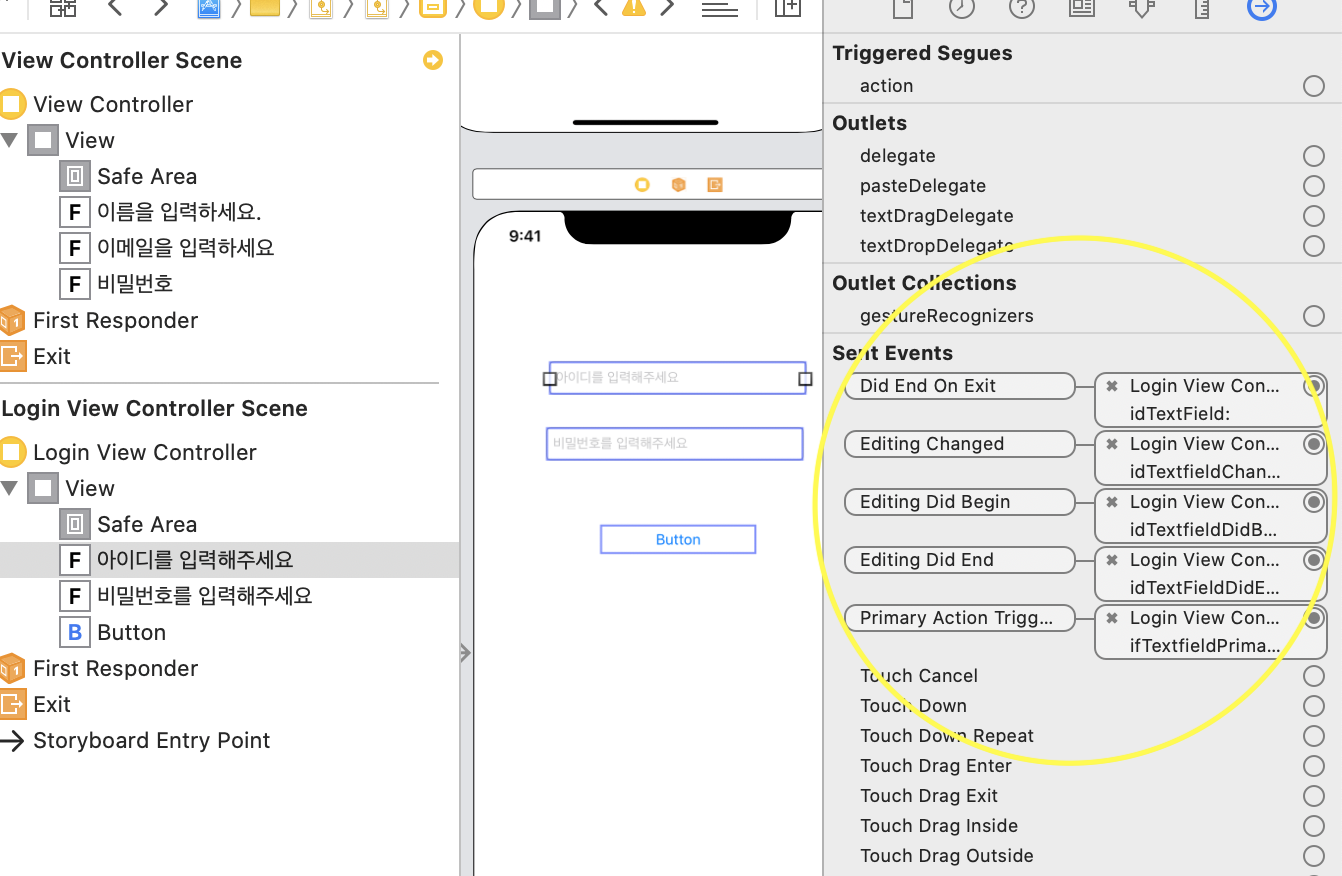 View Controller Scene
View Controller
View
Safe Area
F 이름을 입력하세요.
F 이메일을 입력하세요
F 비밀번호
First Responder
Exit
Login View Controller Scene
Login View Controller
View
Safe Area
F 아이디를 입력해주세요
F 비밀번호를 입력해주세요
B Button
First Responder
Exit
Storyboard Entry Point
9:41
아이디를 입력해주세요
비밀번호를 입력해주세요
Button
Triggered Segues
action
Outlets
delegate
pasteDelegate
textDragDelegate
textDropDelegate
Outlet Collections
gestureRecognizers
Sent Events
Did End On Exit
Login View Con...
idTextField:
Editing Changed
Login View Con...
idTextfieldChan...
Editing Did Begin
Login View Con...
idTextfieldDidB...
Editing Did End
Login View Con...
idTextFieldDidE...
Primary Action Trigg...
Login View Con...
ifTextfieldPrima...
Touch Cancel
Touch Down
Touch Down Repeat
Touch Drag Enter
Touch Drag Exit
Touch Drag Inside
Touch Drag Outside